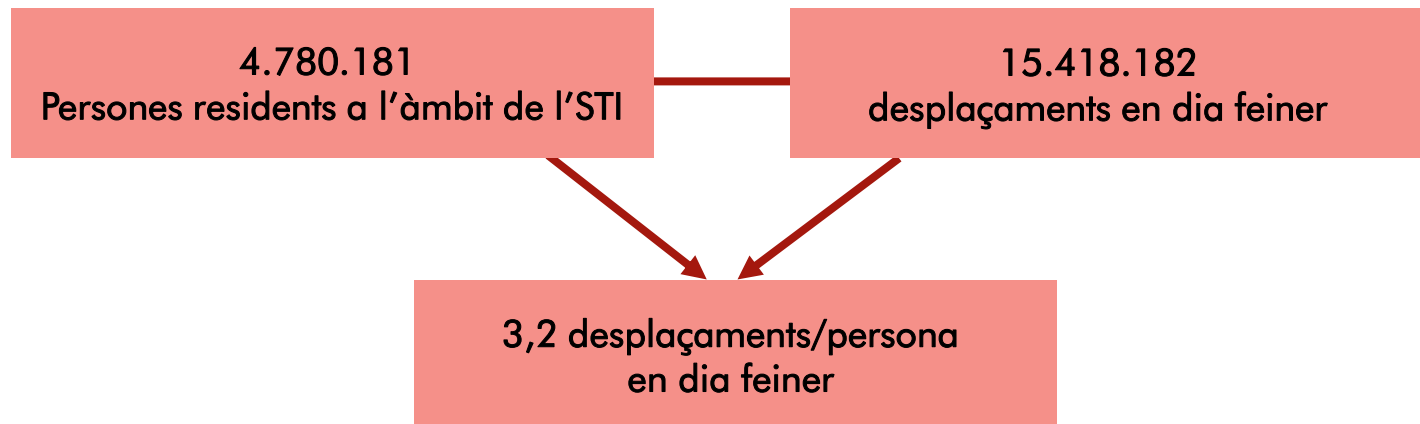 4.780.181
Persones residents a l’àmbit de l’STI
15.418.182
desplaçaments en dia feiner
3,2 desplaçaments/persona
en dia feiner